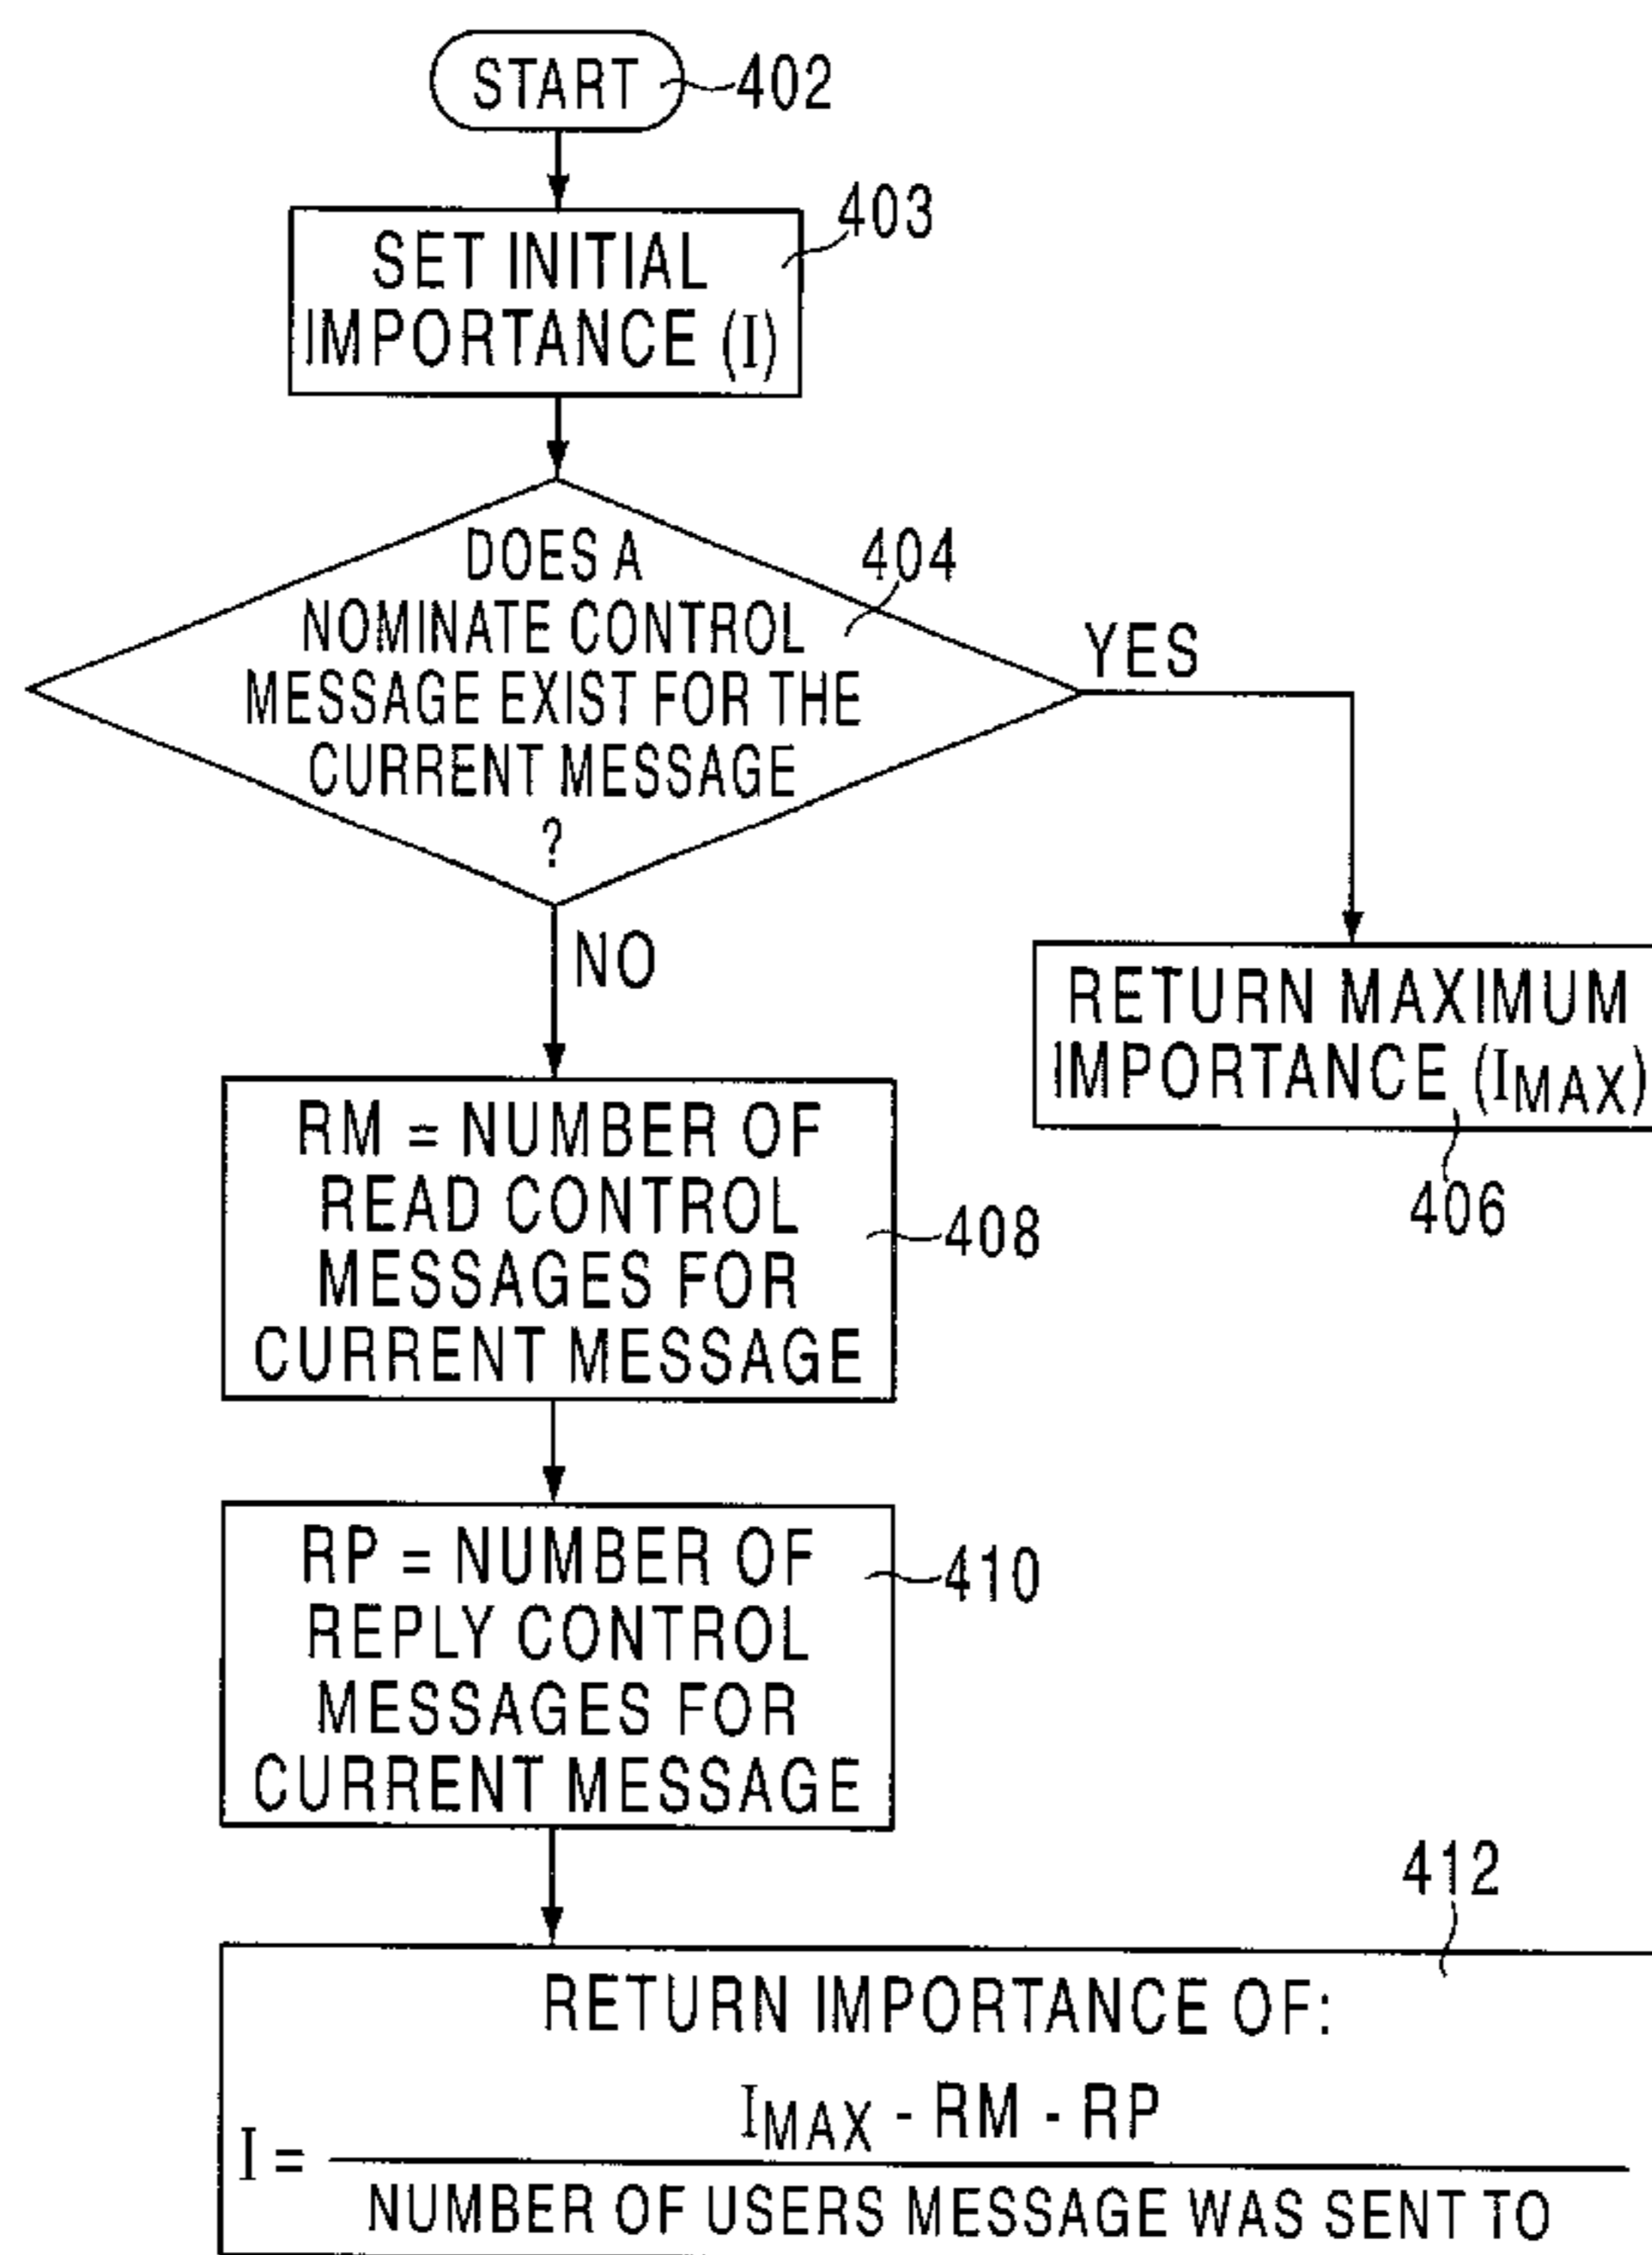 START
402
403
SET INITIAL
IMPORTANCE (I)
404
DOES A
NOMINATE CONTROL
MESSAGE EXIST FOR THE
CURRENT MESSAGE
?
YES
NO
RETURN MAXIMUM
IMPORTANCE (IMAX)
406
RM = NUMBER OF
READ CONTROL
MESSAGES FOR
CURRENT MESSAGE
408
RP = NUMBER OF
REPLY CONTROL
MESSAGES FOR
CURRENT MESSAGE
410
412
RETURN IMPORTANCE OF:
IMAX - RM - RP
I =
NUMBER OF USERS MESSAGE WAS SENT TO